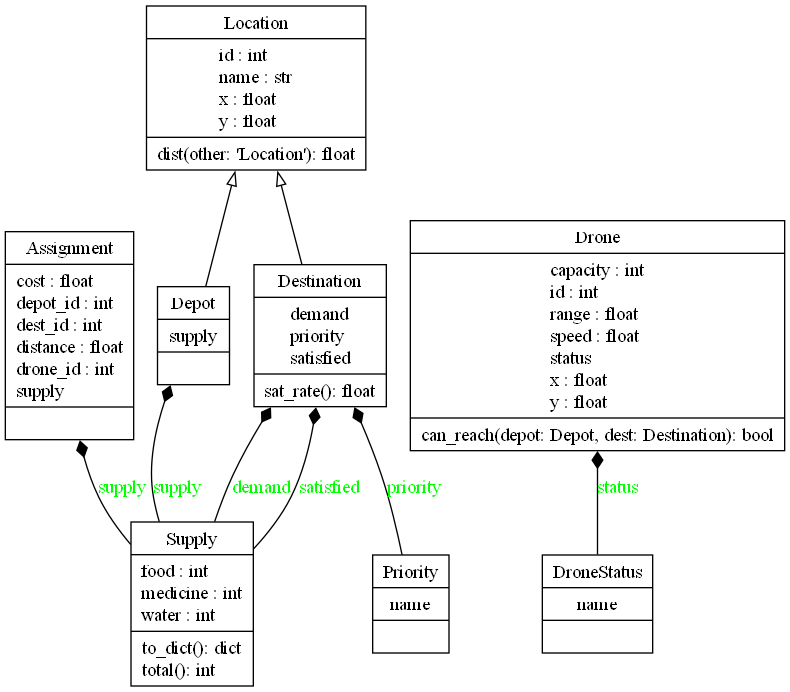 Location
id : int
name : str
x : float
y : float
dist(other: 'Location'): float
Assignment
cost : float
depot_id : int
dest_id : int
distance : float
drone_id : int
supply
Depot
supply
Destination
demand
priority
satisfied
sat_rate(): float
Drone
capacity : int
id : int
range : float
speed : float
status
x : float
y : float
can_reach(depot: Depot, dest: Destination): bool
supply
supply
demand
satisfied
priority
status
Supply
food : int
medicine : int
water : int
to_dict(): dict
total(): int
Priority
name
DroneStatus
name